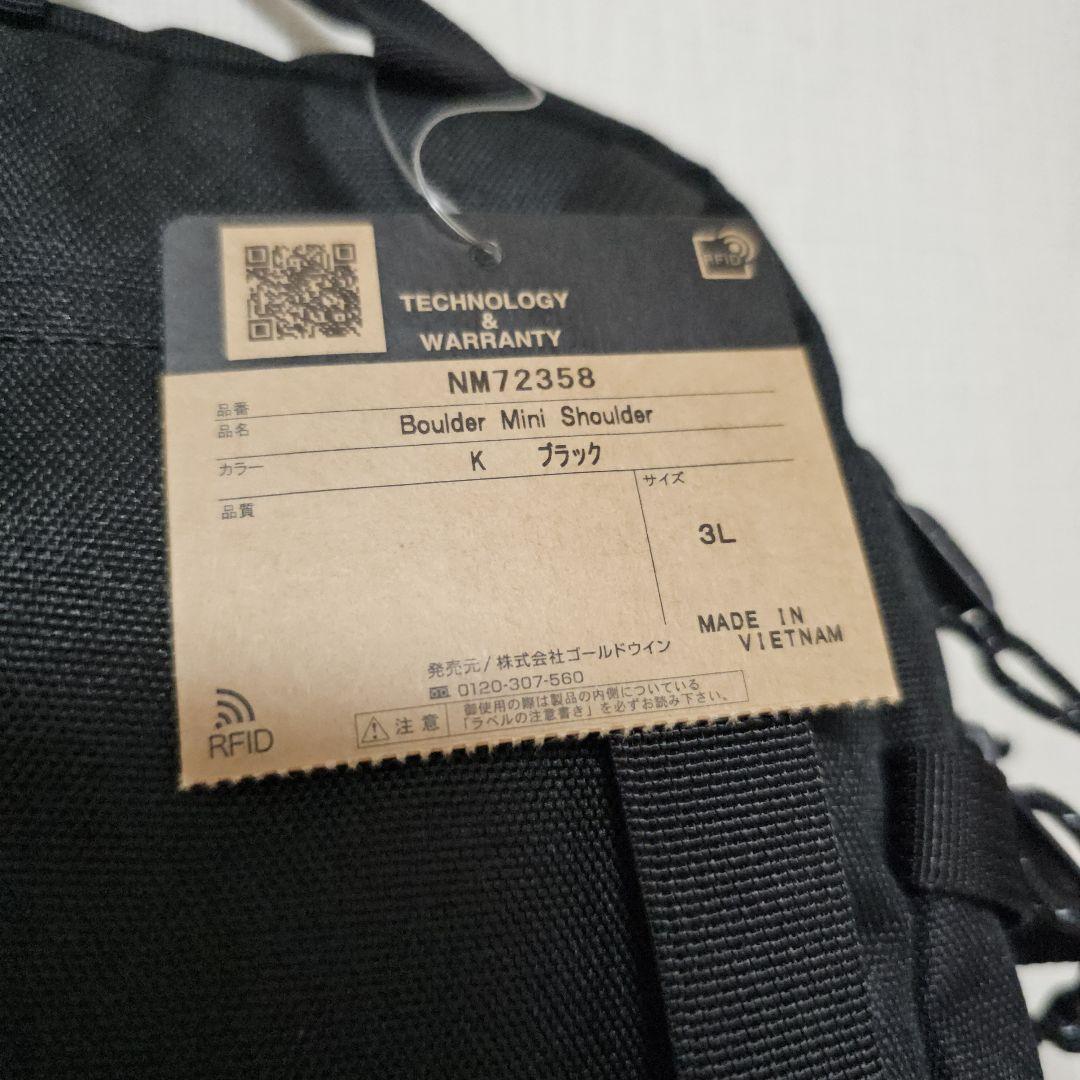 RFID
TECHNOLOGY
&
WARRANTY
品番 NM72358
品名 Boulder Mini Shoulder
カラー K ブラック
品質
サイズ
3L
MADE IN
VIETNAM
発売元/株式会社ゴールドウイン
0120-307-560
注意
御使用の際は製品の内側についている
「ラベルの注意書き」を必ずお読み下さい。
RFID